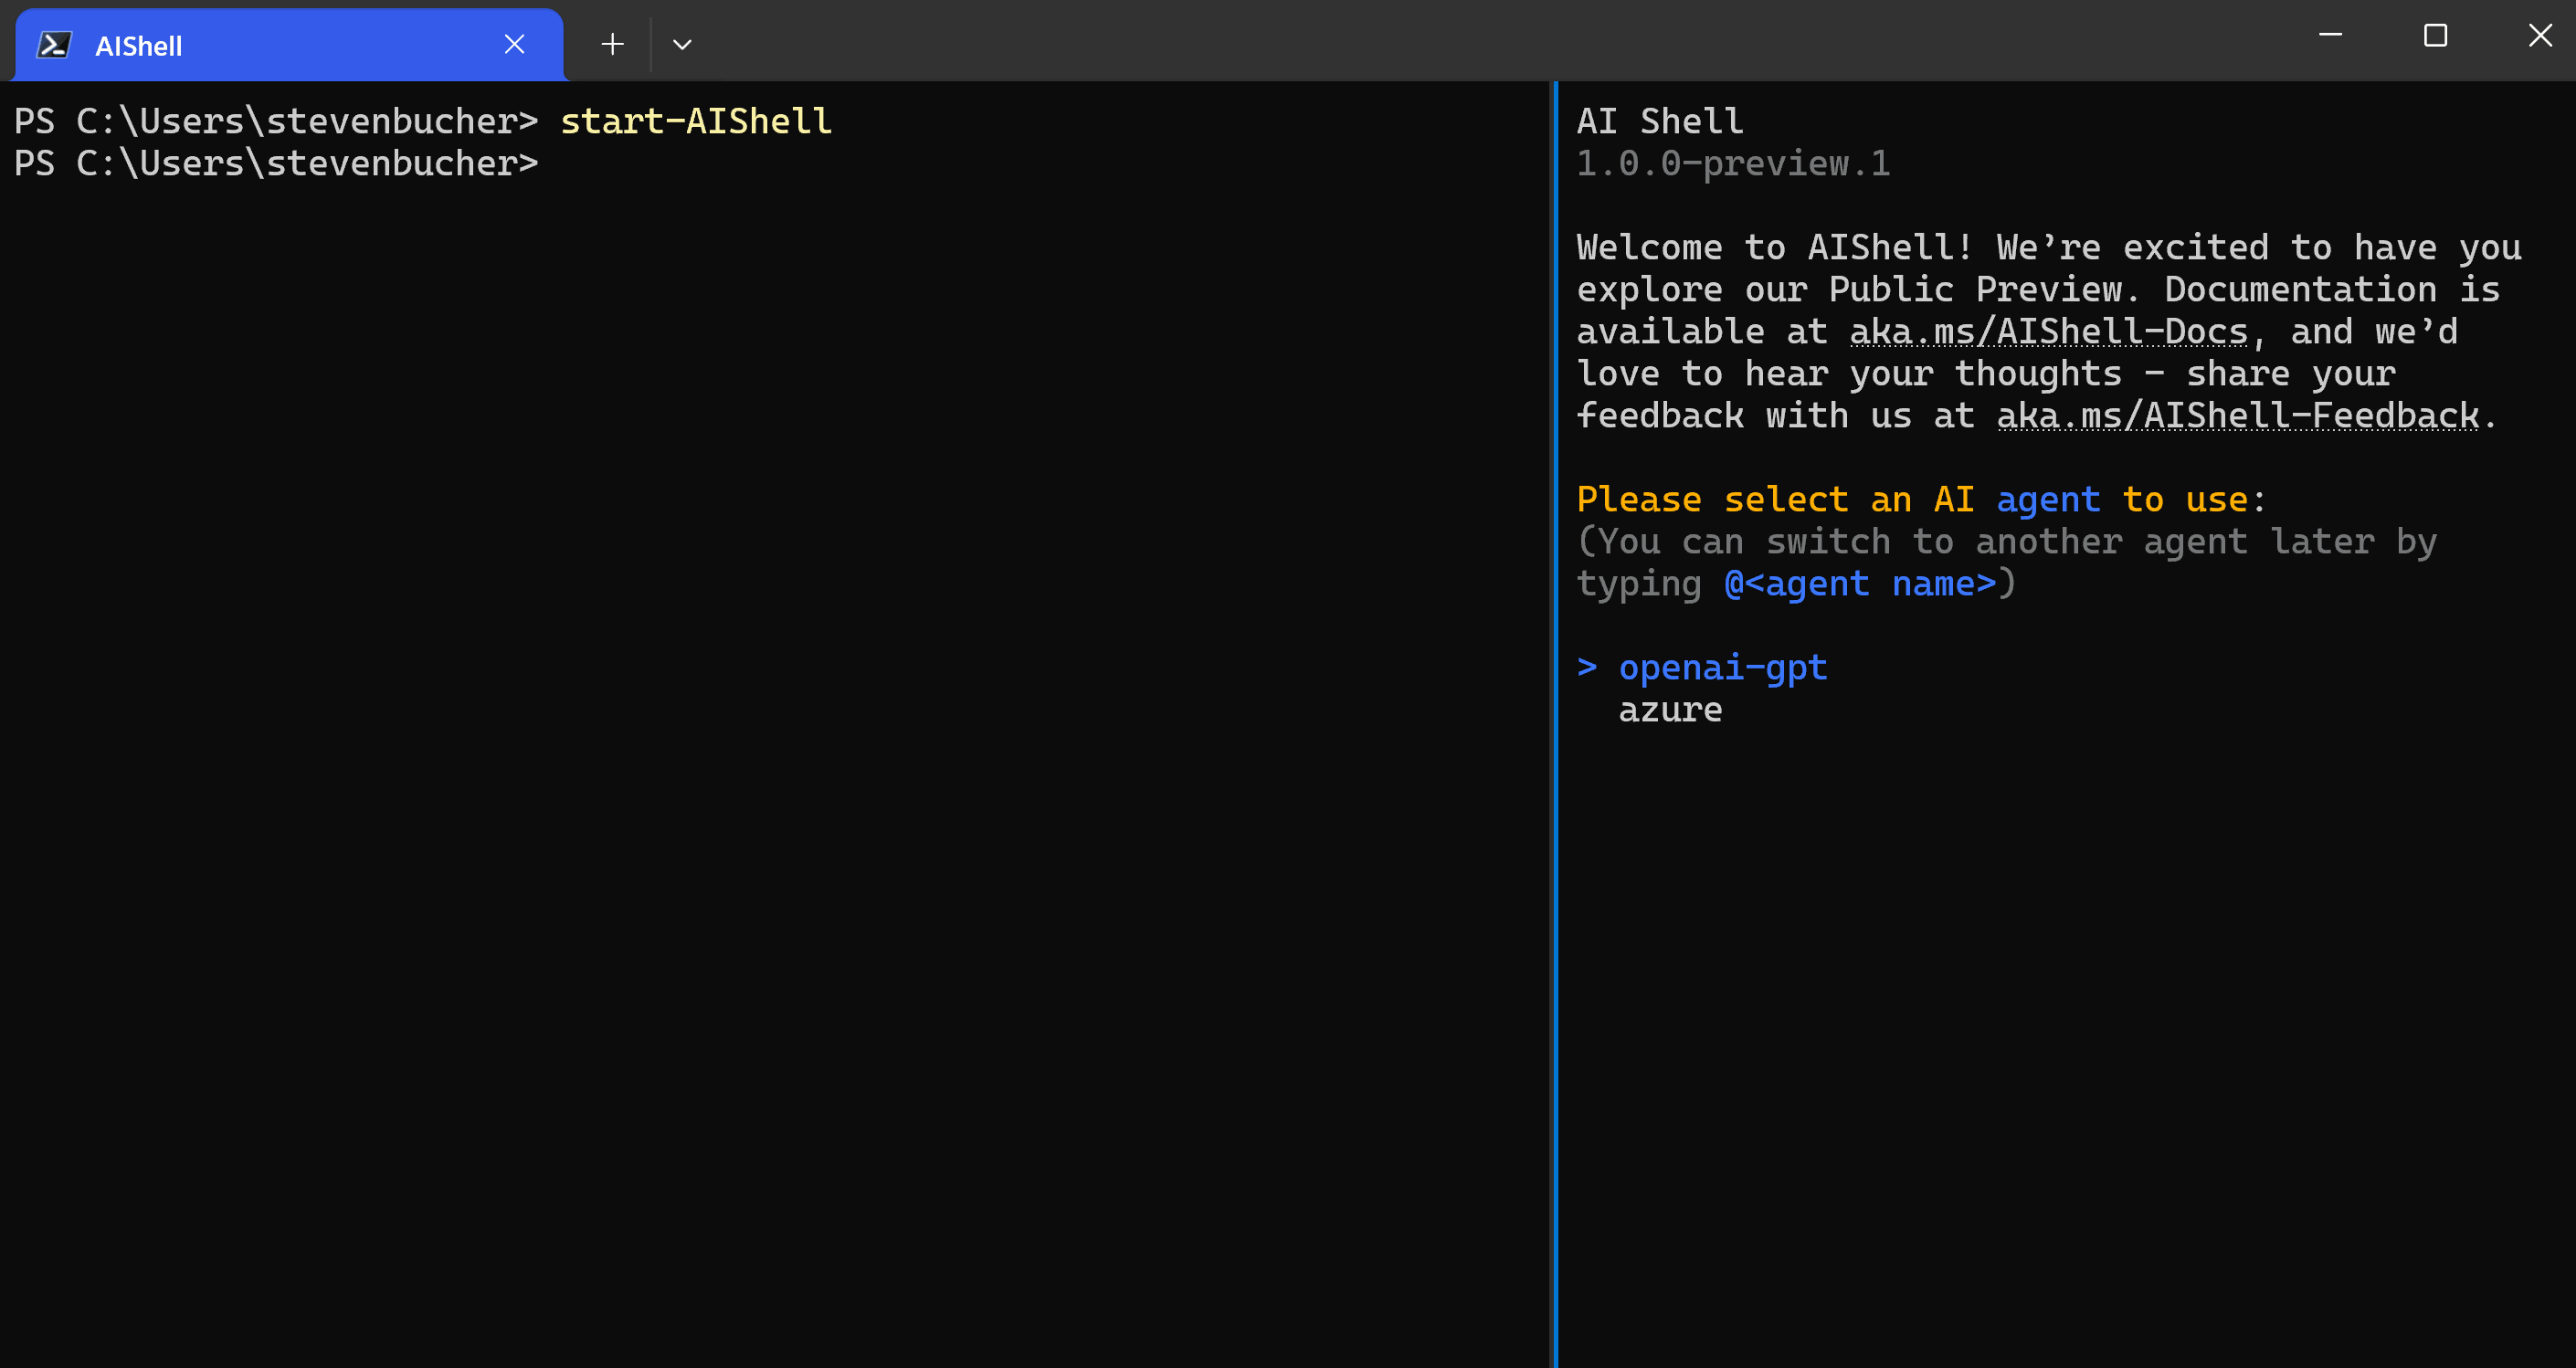 AIShell
PS C:\Users\stevenbucher> start-AIShell
PS C:\Users\stevenbucher>
AI Shell
1.0.0-preview.1
Welcome to AIShell! We’re excited to have you
explore our Public Preview. Documentation is
available at aka.ms/AIShell-Docs, and we’d
love to hear your thoughts - share your
feedback with us at aka.ms/AIShell-Feedback.
Please select an AI agent to use:
(You can switch to another agent later by
typing @<agent name>)
> openai-gpt
azure